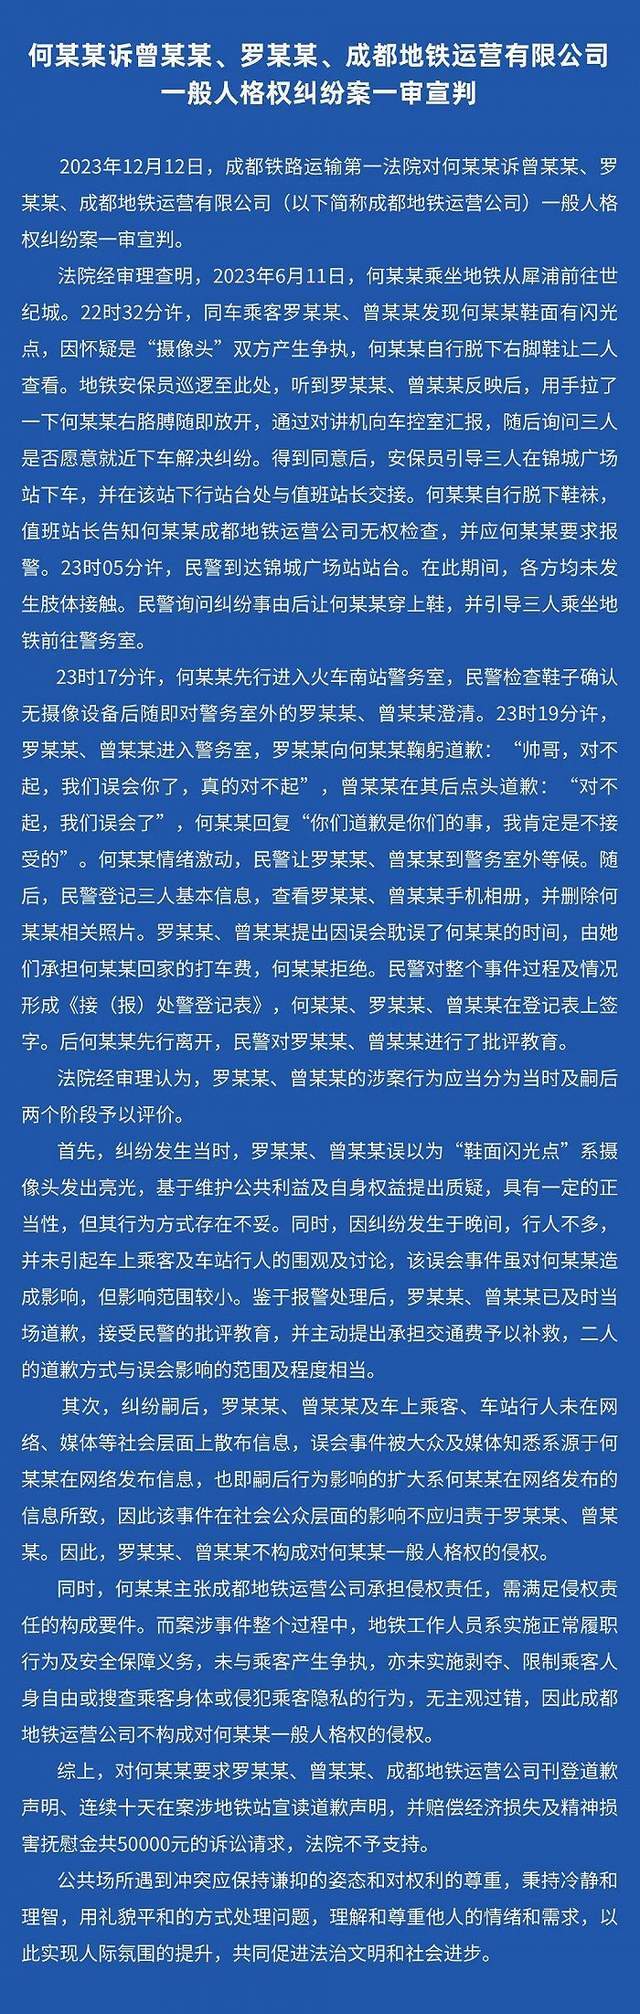 何某某诉曾某某、罗某某、成都地铁运营有限公司
一般人格权纠纷案一审宣判
2023年12月12日，成都铁路运输第一法院对何某某诉曾某某、罗
某某、成都地铁运营有限公司（以下简称成都地铁运营公司）一般人格
权纠纷案一审宣判。
法院经审理查明，2023年6月11日，何某某乘坐地铁从犀浦前往世
纪城。22时32分许，同车乘客罗某某、曾某某发现何某某鞋面有闪光
点，因怀疑是“摄像头”双方产生争执，何某某自行脱下右脚鞋让二人
查看。地铁安保员巡逻至此处，听到罗某某、曾某某反映后，用手拉了
一下何某某右胳膊随即放开，通过对讲机向车控室汇报，随后询问三人
是否愿意就近下车解决纠纷。得到同意后，安保员引导三人在锦城广场
站下车，并在该站下行站台处与值班站长交接。何某某自行脱下鞋袜，
值班站长告知何某某成都地铁运营公司无权检查，并应何某某要求报
警。23时05分许，民警到达锦城广场站站台。在此期间，各方均未发
生肢体接触。民警询问纠纷事由后让何某某穿上鞋，并引导三人乘坐地
铁前往警务室。
23时17分许，何某某先行进入火车南站警务室，民警检查鞋子确认
无摄像设备后随即对警务室外的罗某某、曾某某澄清。23时19分许，
罗某某、曾某某进入警务室，罗某某向何某某鞠躬道歉：“帅哥，对不
起，我们误会你了，真的对不起”，曾某某在其后点头道歉：“对不
起，我们误会了”，何某某回复“你们道歉是你们的事，我肯定是不接
受的”。何某某情绪激动，民警让罗某某、曾某某到警务室外等候。随
后，民警登记三人基本信息，查看罗某某、曾某某手机相册，并删除何
某某相关照片。罗某某、曾某某提出因误会耽误了何某某的时间，由她
们承担何某某回家的打车费，何某某拒绝。民警对整个事件过程及情况
形成《接（报）处警登记表》，何某某、罗某某、曾某某在登记表上签
字。后何某某先行离开，民警对罗某某、曾某某进行了批评教育。
法院经审理认为，罗某某、曾某某的涉案行为应当分为当时及嗣后
两个阶段予以评价。
首先，纠纷发生当时，罗某某、曾某某误以为“鞋面闪光点”系摄
像头发出亮光，基于维护公共利益及自身权益提出质疑，具有一定的正
当性，但其行为方式存在不妥。同时，因纠纷发生于晚间，行人不多，
并未引起车上乘客及车站行人的围观及讨论，该误会事件虽对何某某造
成影响，但影响范围较小。鉴于报警处理后，罗某某、曾某某已及时当
场道歉，接受民警的批评教育，并主动提出承担交通费予以补救，二人
的道歉方式与误会影响的范围及程度相当。
其次，纠纷嗣后，罗某某、曾某某及车上乘客、车站行人未在网
络、媒体等社会层面上散布信息，误会事件被大众及媒体知悉系源于何
某某在网络发布信息，也即嗣后行为影响的扩大系何某某在网络发布的
信息所致，因此该事件在社会公众层面的影响不应归责于罗某某、曾某
某。因此，罗某某、曾某某不构成对何某某一般人格权的侵权。
同时，何某某主张成都地铁运营公司承担侵权责任，需满足侵权责
任的构成要件。而案涉事件整个过程中，地铁工作人员系实施正常履职
行为及安全保障义务，未与乘客产生争执，亦未实施剥夺、限制乘客人
身自由或搜查乘客身体或侵犯乘客隐私的行为，无主观过错，因此成都
地铁运营公司不构成对何某某一般人格权的侵权。
综上，对何某某要求罗某某、曾某某、成都地铁运营公司刊登道歉
声明、连续十天在案涉地铁站宣读道歉声明，并赔偿经济损失及精神损
害抚慰金共50000元的诉讼请求，法院不予支持。
公共场所遇到冲突应保持谦抑的姿态和对权利的尊重，秉持冷静和
理智，用礼貌平和的方式处理问题，理解和尊重他人的情绪和需求，以
此实现人际氛围的提升，共同促进法治文明和社会进步。